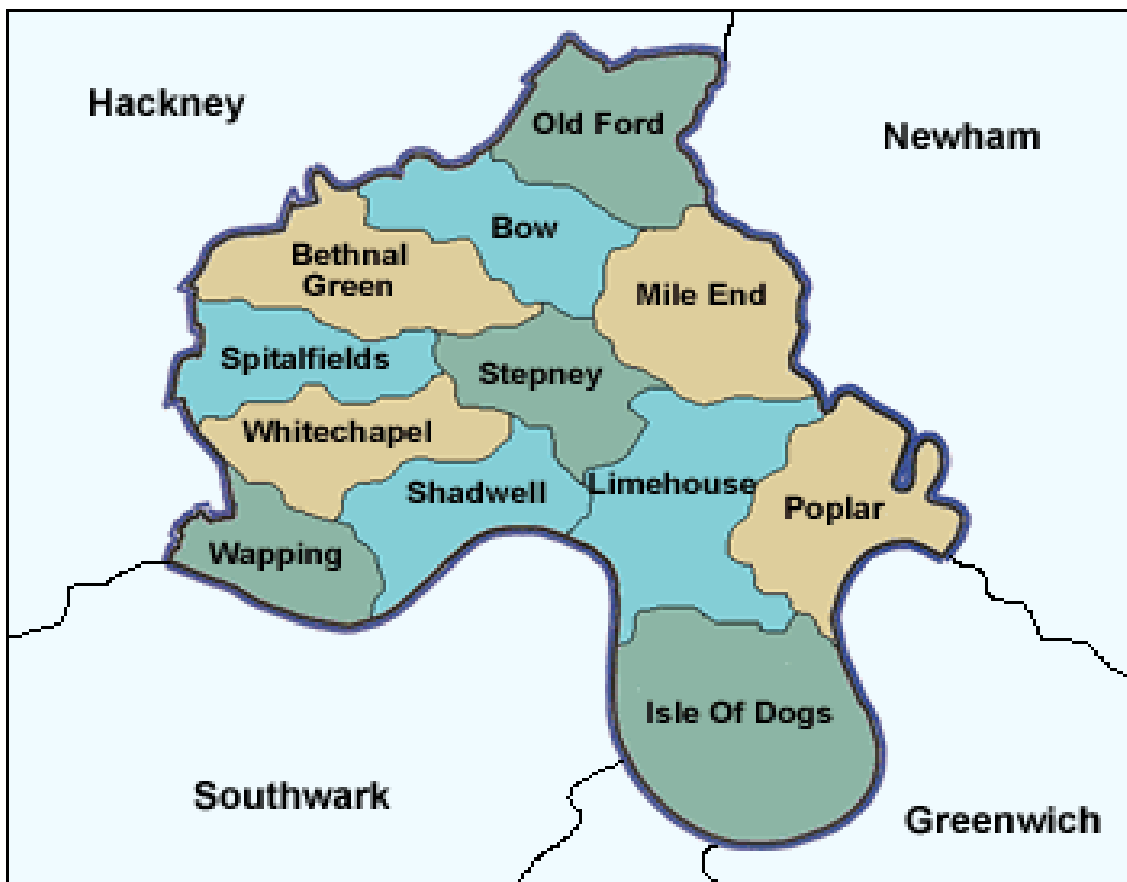 Hackney
Old Ford
Newham
Bow
Bethnal
Green
Mile End
Spitalfields
Stepney
Whitechapel
Shadwell
Limehouse
Poplar
Wapping
Isle Of Dogs
Southwark
Greenwich